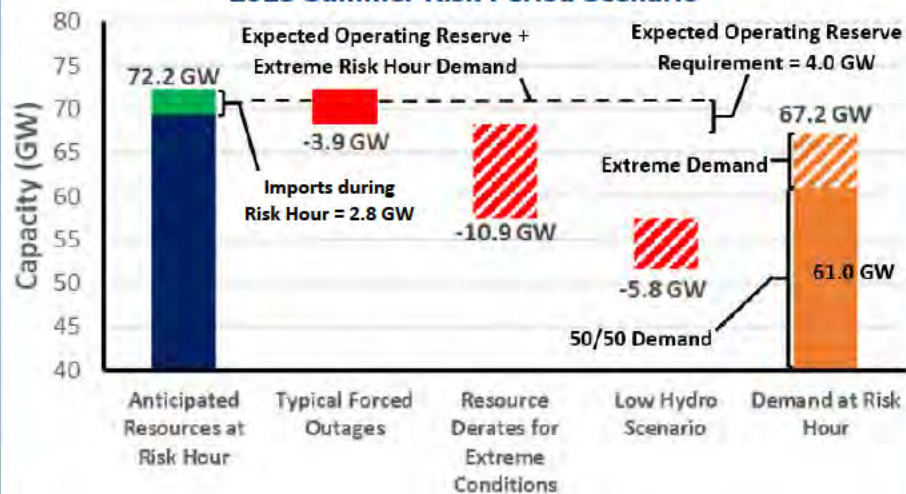 Expected Operating Reserve +
Extreme Risk Hour Demand
Expected Operating Reserve
Requirement = 4.0 GW
Capacity (GW)
80
75
70
65
60
55
50
45
40
72.2 GW
-3.9 GW
-10.9 GW
-5.8 GW
67.2 GW
Extreme Demand
Imports during
Risk Hour = 2.8 GW
61.0 GW
50/50 Demand
Anticipated
Resources at
Risk Hour
Typical Forced
Outages
Resource
Derates for
Extreme
Conditions
Low Hydro
Scenario
Demand at Risk
Hour